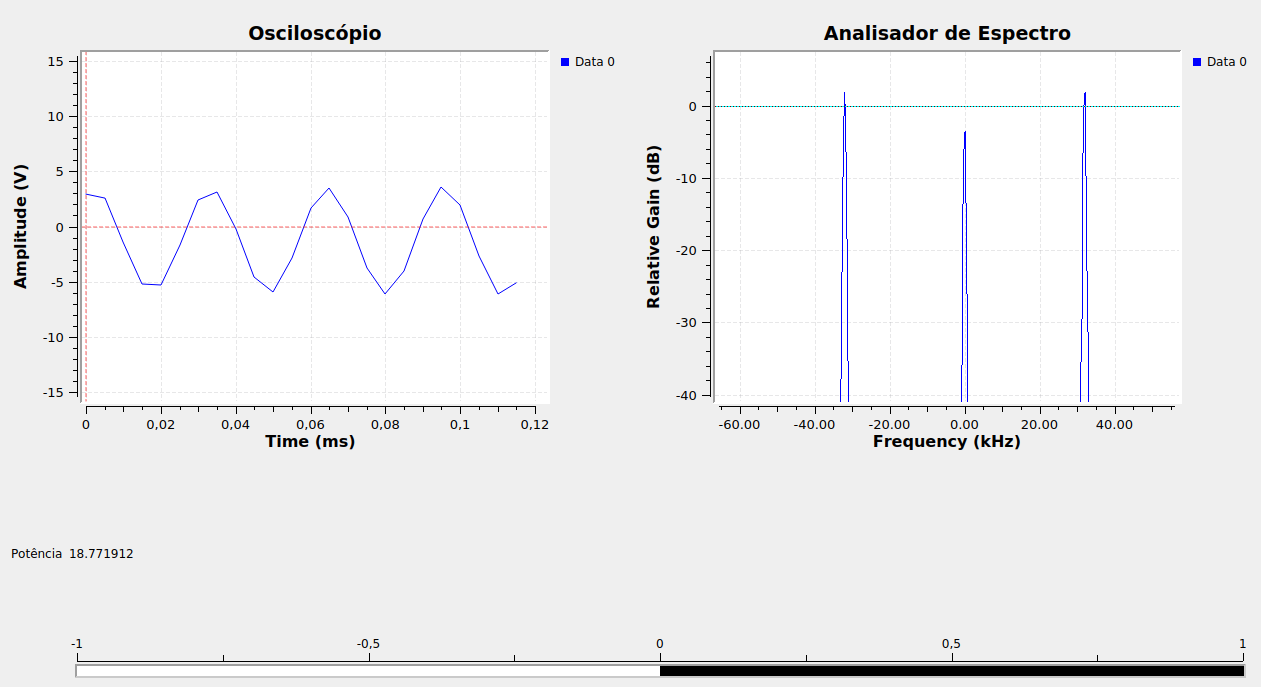 Osciloscópio
Analisador de Espectro
Data 0
Data 0
Amplitude (V)
15
10
5
0
-5
-10
-15
0 0,02 0,04 0,06 0,08 0,1 0,12
Time (ms)
Relative Gain (dB)
0
-10
-20
-30
-40
-60.00 -40.00 -20.00 0.00 20.00 40.00
Frequency (kHz)
Potência 18.771912
-1 -0,5 0 0,5 1